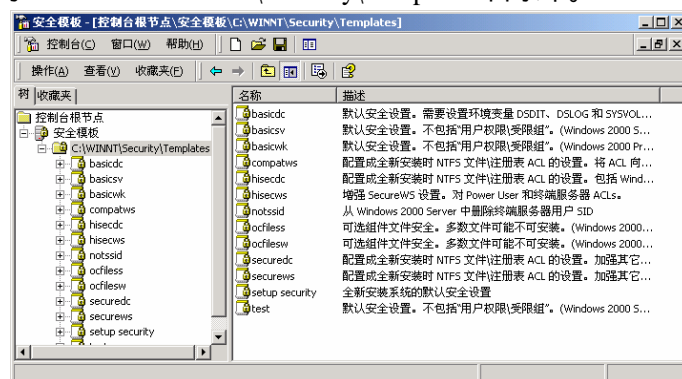 安全模板 - [控制台根节点\安全模板\C:\WINNT\Security\Templates]
控制台(C) 窗口(W) 帮助(H)
操作(A) 查看(V) 收藏夹(F)
树 收藏夹
控制台根节点
安全模板
C:\WINNT\Security\Templates
basicdc
basicsv
basicwk
compatws
hisecdc
hisecws
notssid
ocfiless
ocfilesw
securedc
securews
setup security
名称 描述
basicdc 默认安全设置。需要设置环境变量 DSDIT、DSLOG 和 SYSVOL...
basicsv 默认安全设置。不包括“用户权限\受限组”。(Windows 2000 S...
basicwk 默认安全设置。不包括“用户权限\受限组”。(Windows 2000 Pr...
compatws 配置成全新安装时 NTFS 文件\注册表 ACL 的设置。将 ACL 向...
hisecdc 配置成全新安装时 NTFS 文件\注册表 ACL 的设置。包括 Wind...
hisecws 增强 SecureWS 设置。对 Power User 和终端服务器 ACLs。
notssid 从 Windows 2000 Server 中删除终端服务器用户 SID
ocfiless 可选组件文件安全。多数文件可能不可安装。(Windows 2000...
ocfilesw 可选组件文件安全。多数文件可能不可安装。(Windows 2000...
securedc 配置成全新安装时 NTFS 文件\注册表 ACL 的设置。加强其它...
securews 配置成全新安装时 NTFS 文件\注册表 ACL 的设置。加强其它...
setup security 全新安装系统的默认安全设置
test 默认安全设置。不包括“用户权限\受限组”。(Windows 2000 S...